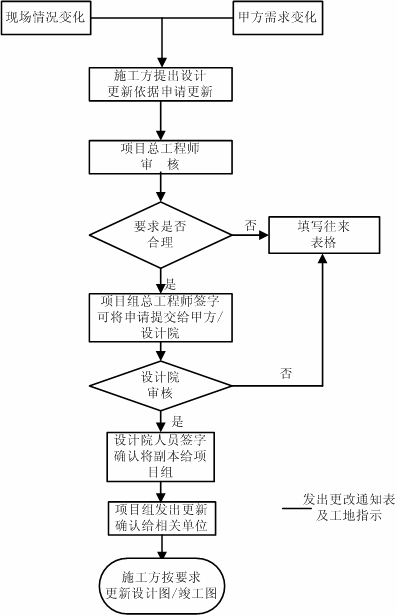 现场情况变化
甲方需求变化
施工方提出设计
更新依据申请更新
项目总工程师
审 核
要求是否
合理
否
填写往来
表格
是
项目组总工程师签字
可将申请提交给甲方/
设计院
设计院
审核
否
是
设计院人员签字
确认将副本给项
目组
项目组发出更新
确认给相关单位
发出更改通知表
及工地指示
施工方按要求
更新设计图/竣工图